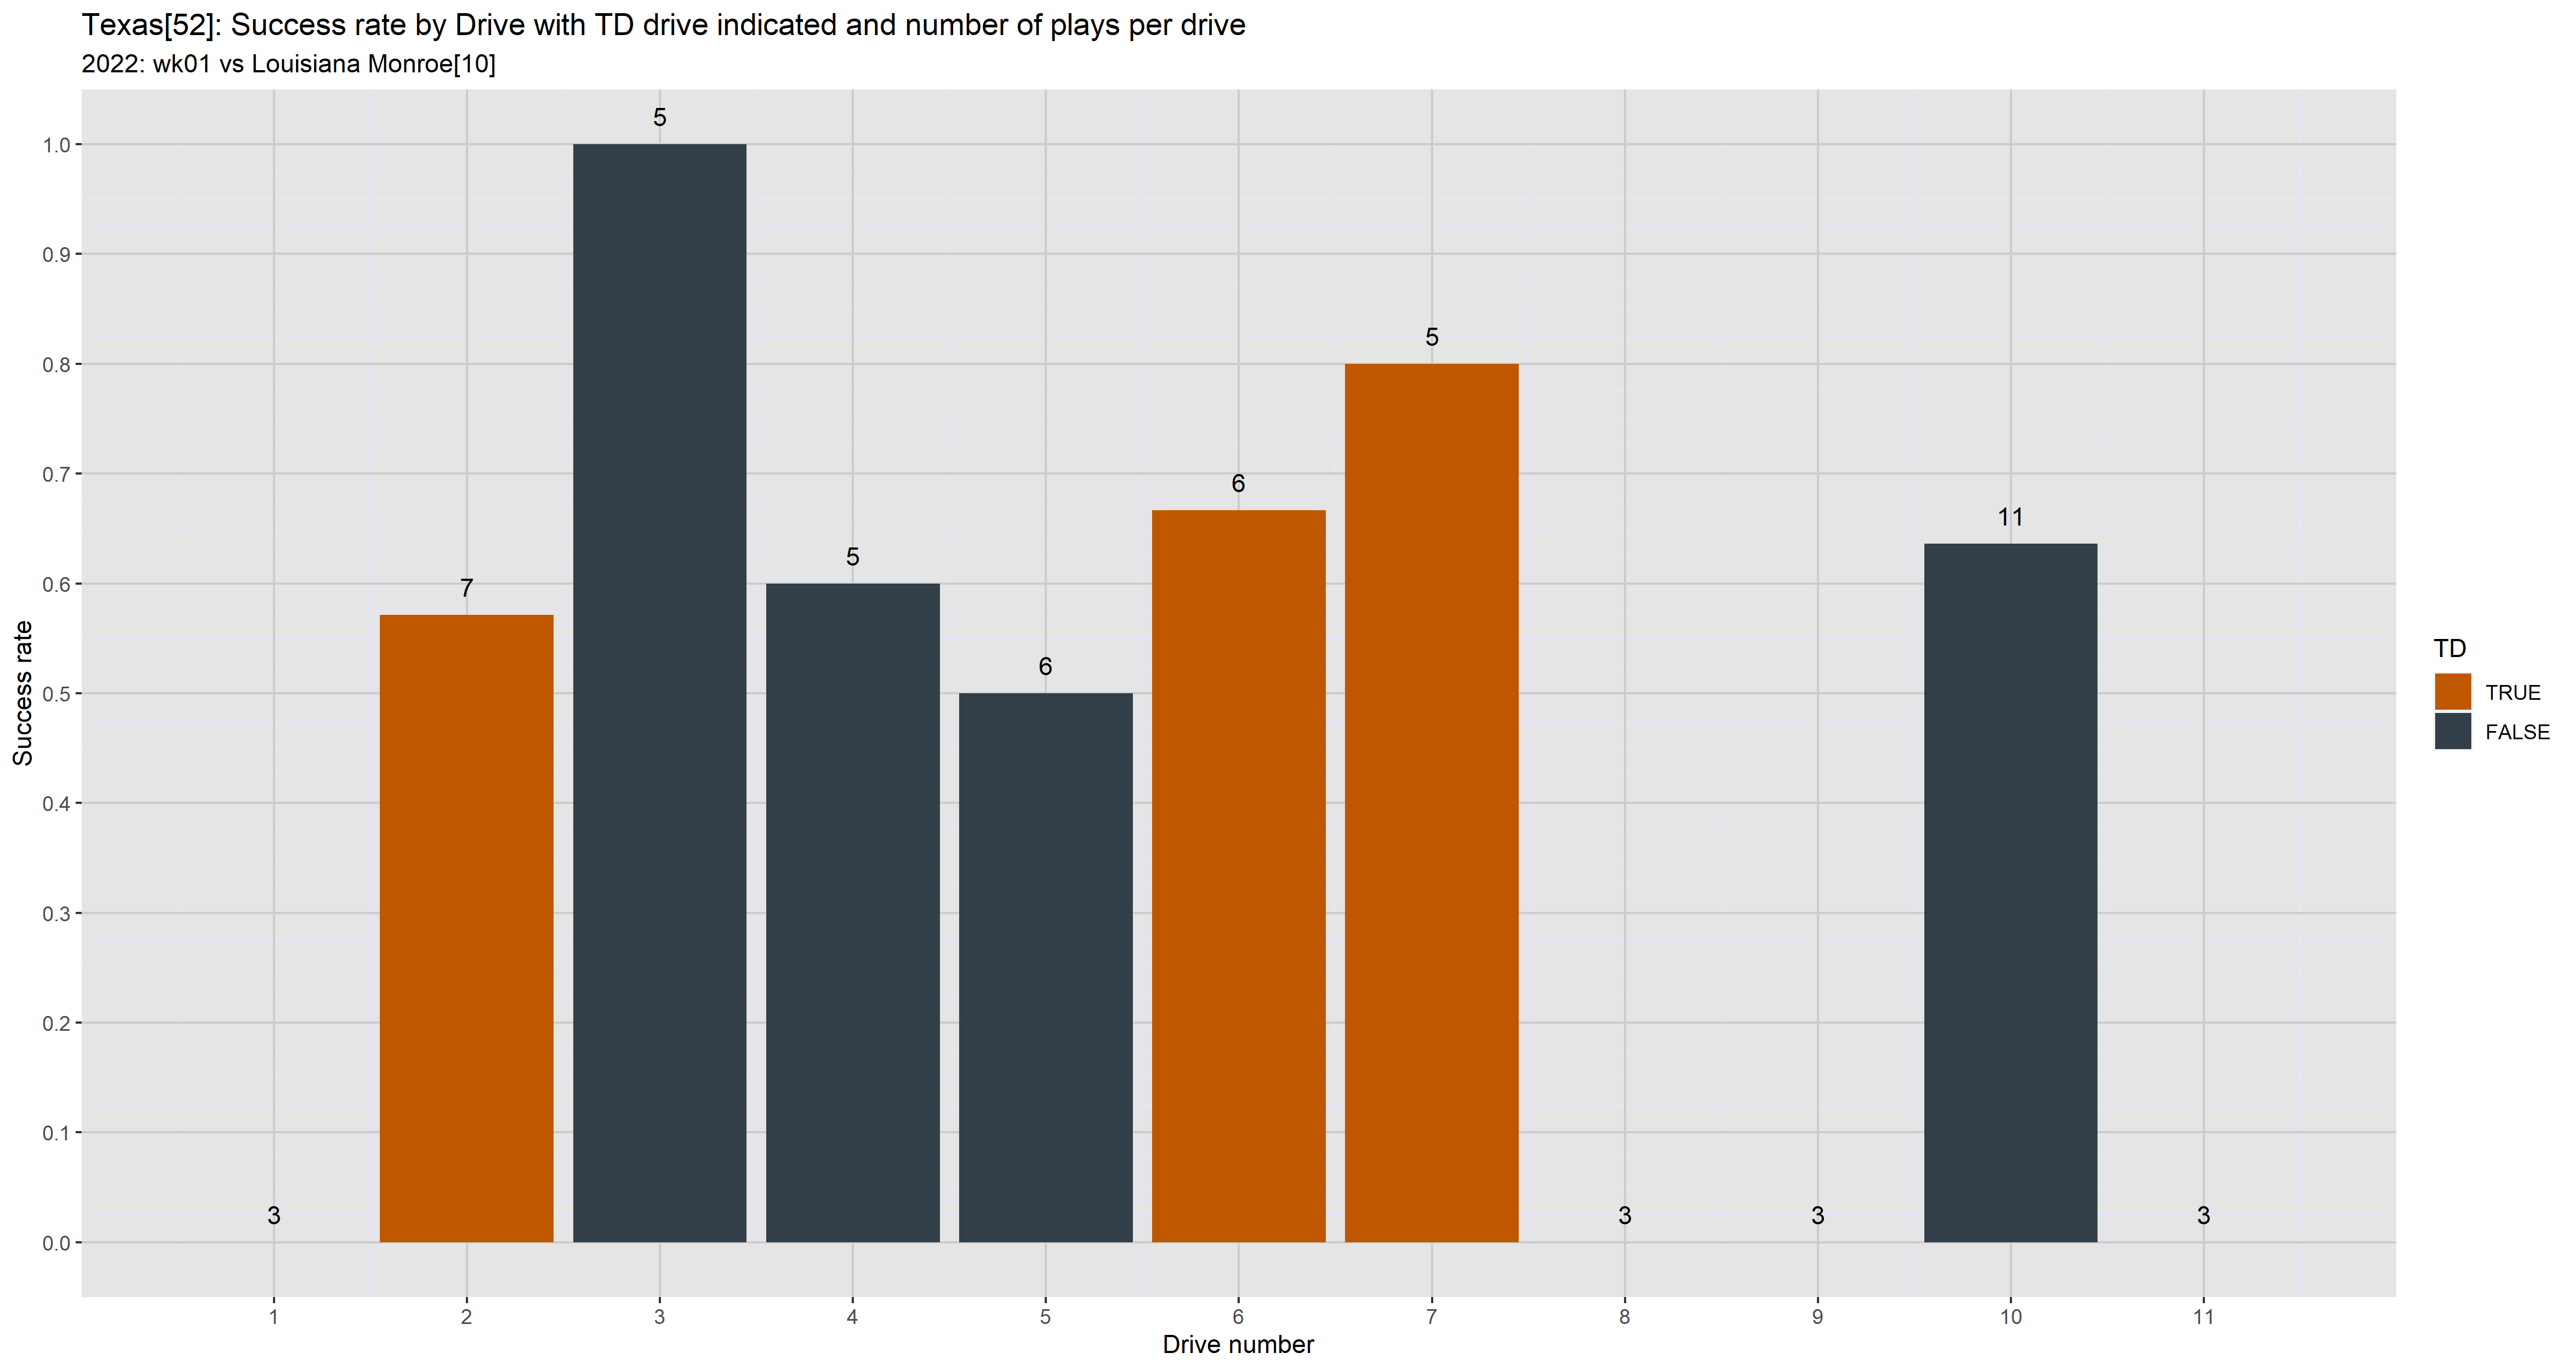 Texas[52]: Success rate by Drive with TD drive indicated and number of plays per drive
2022: wk01 vs Louisiana Monroe[10]
Success rate
1.0
0.9
0.8
0.7
0.6
0.5
0.4
0.3
0.2
0.1
0.0
3
7
5
5
6
6
5
3
3
11
3
1 2 3 4 5 6 7 8 9 10 11
Drive number
TD
TRUE
FALSE